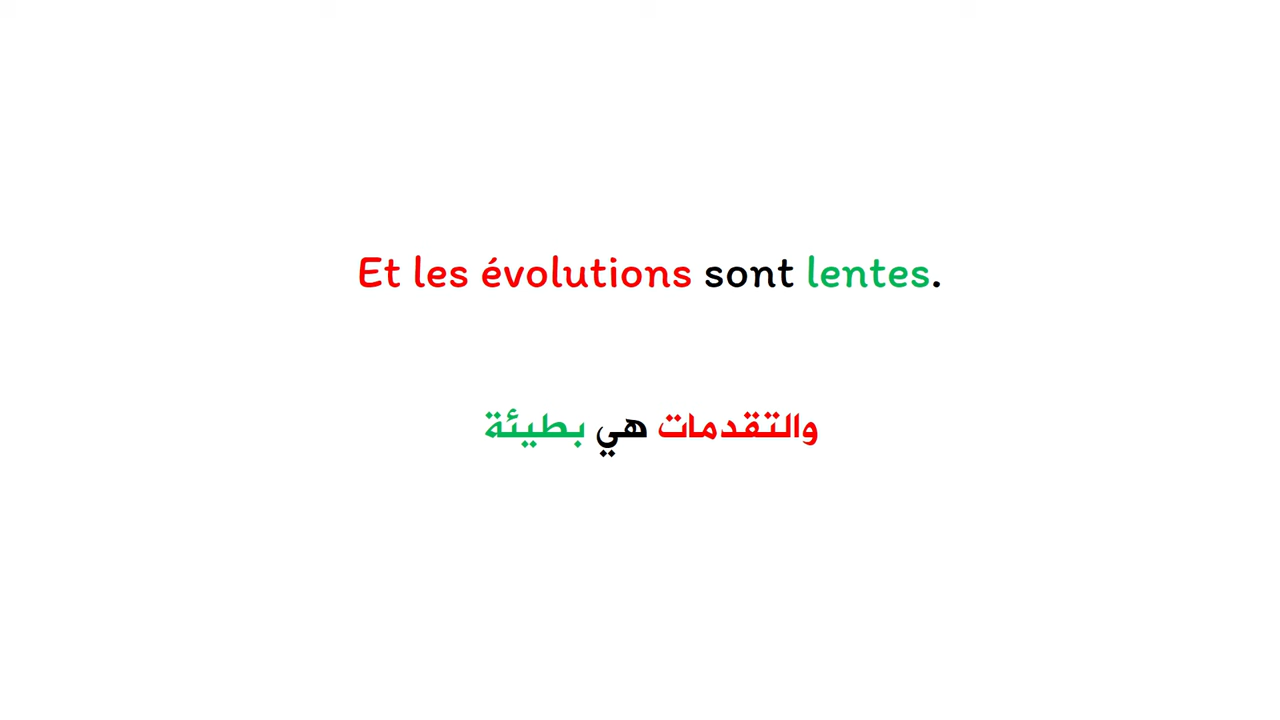 Et les évolutions sont lentes.
والتقدمات هي بطيئة